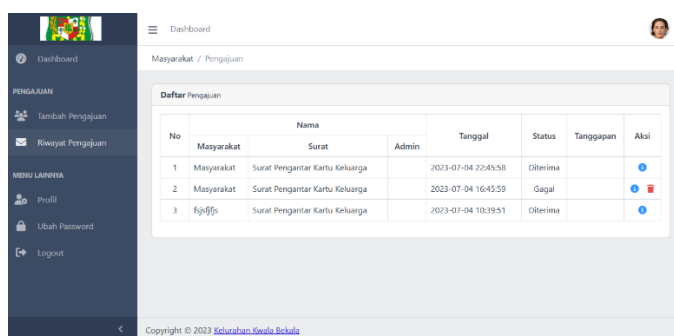 Dashboard
Dashboard
PENGAJUAN
Tambah Pengajuan
Riwayat Pengajuan
MENU LAINNYA
Profil
Ubah Password
Logout
Masyarakat / Pengajuan
Daftar Pengajuan
No Nama Tanggal Status Tanggapan Aksi
Masyarakat Surat Admin
1 Masyarakat Surat Pengantar Kartu Keluarga 2023-07-04 22:45:58 Diterima
2 Masyarakat Surat Pengantar Kartu Keluarga 2023-07-04 16:45:59 Gagal
3 fsjsfjfjs Surat Pengantar Kartu Keluarga 2023-07-04 10:39:51 Diterima
Copyright © 2023 Kelurahan Kwala Bekala